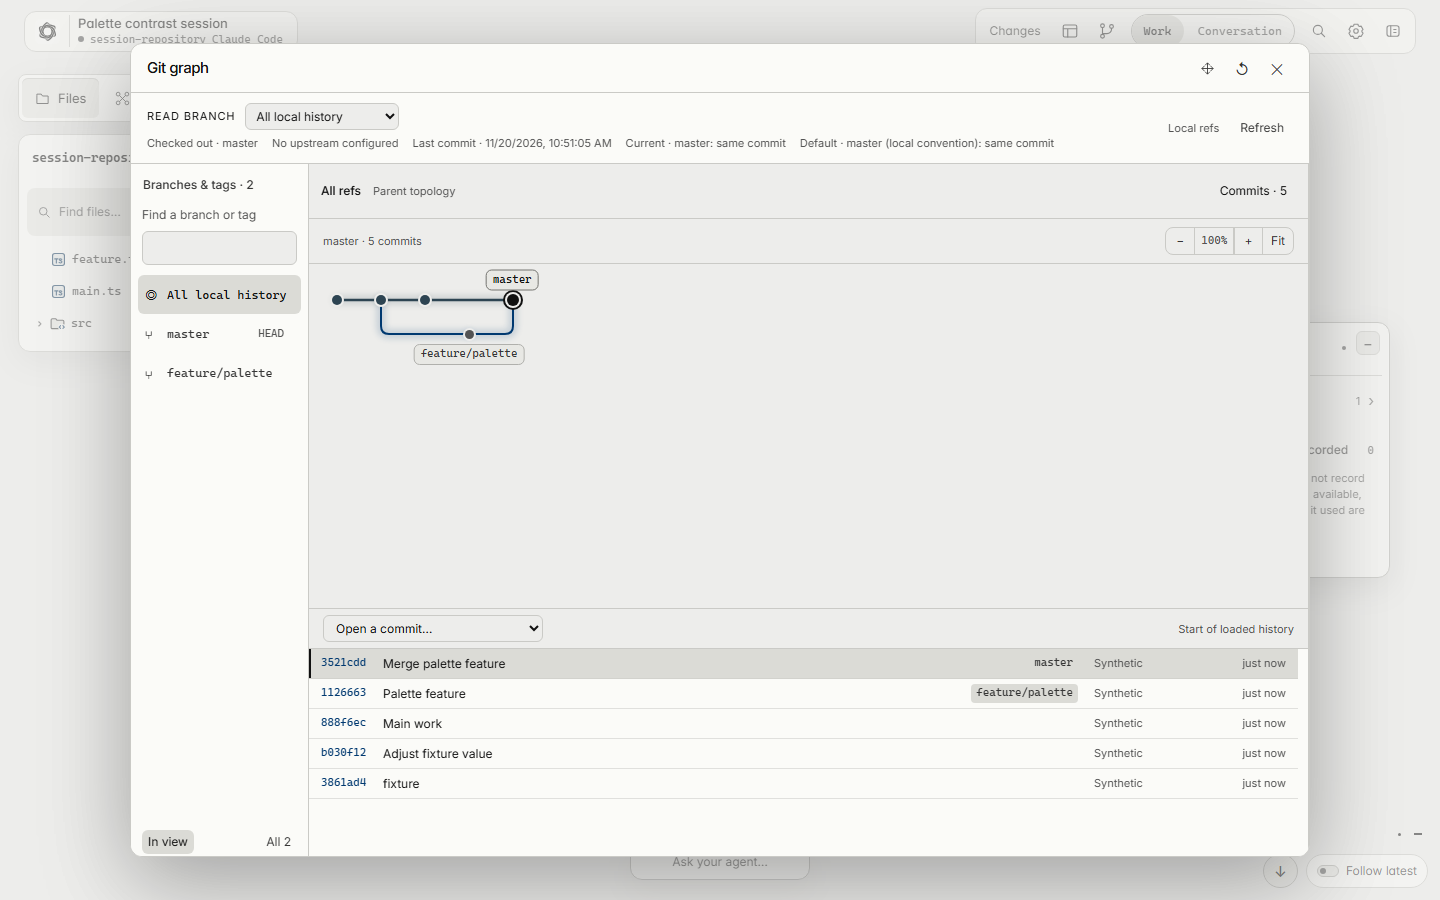 Palette contrast session
session-repository Claude Code
Changes
Work
Conversation
Files
session-repos
Find files...
feature.
main.ts
src
Git graph
READ BRANCH
All local history
Checked out · master
No upstream configured
Last commit · 11/20/2026, 10:51:05 AM
Current · master: same commit
Default · master (local convention): same commit
Local refs
Refresh
Branches & tags · 2
Find a branch or tag
All local history
master
HEAD
feature/palette
In view
All 2
All refs
Parent topology
Commits · 5
master · 5 commits
−
100%
+
Fit
master
feature/palette
Open a commit...
Start of loaded history
3521cdd Merge palette feature master Synthetic just now
1126663 Palette feature feature/palette Synthetic just now
888f6ec Main work Synthetic just now
b030f12 Adjust fixture value Synthetic just now
3861ad4 fixture Synthetic just now
1
corded 0
not record
available,
it used are
Ask your agent...
Follow latest